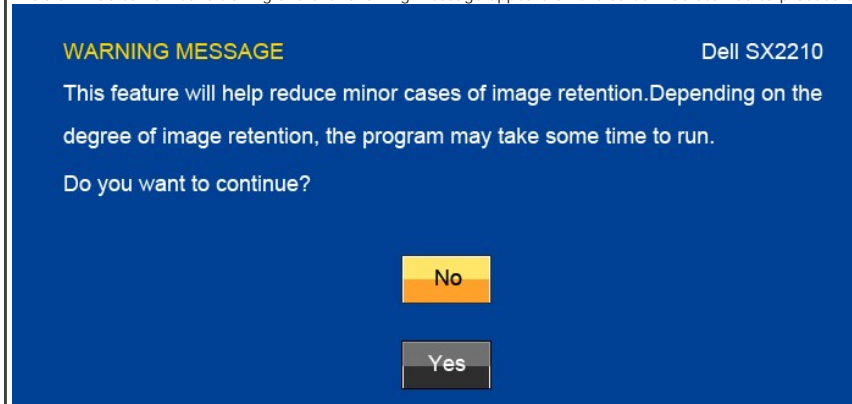 WARNING MESSAGE Dell SX2210
This feature will help reduce minor cases of image retention.Depending on the
degree of image retention, the program may take some time to run.
Do you want to continue?
No
Yes